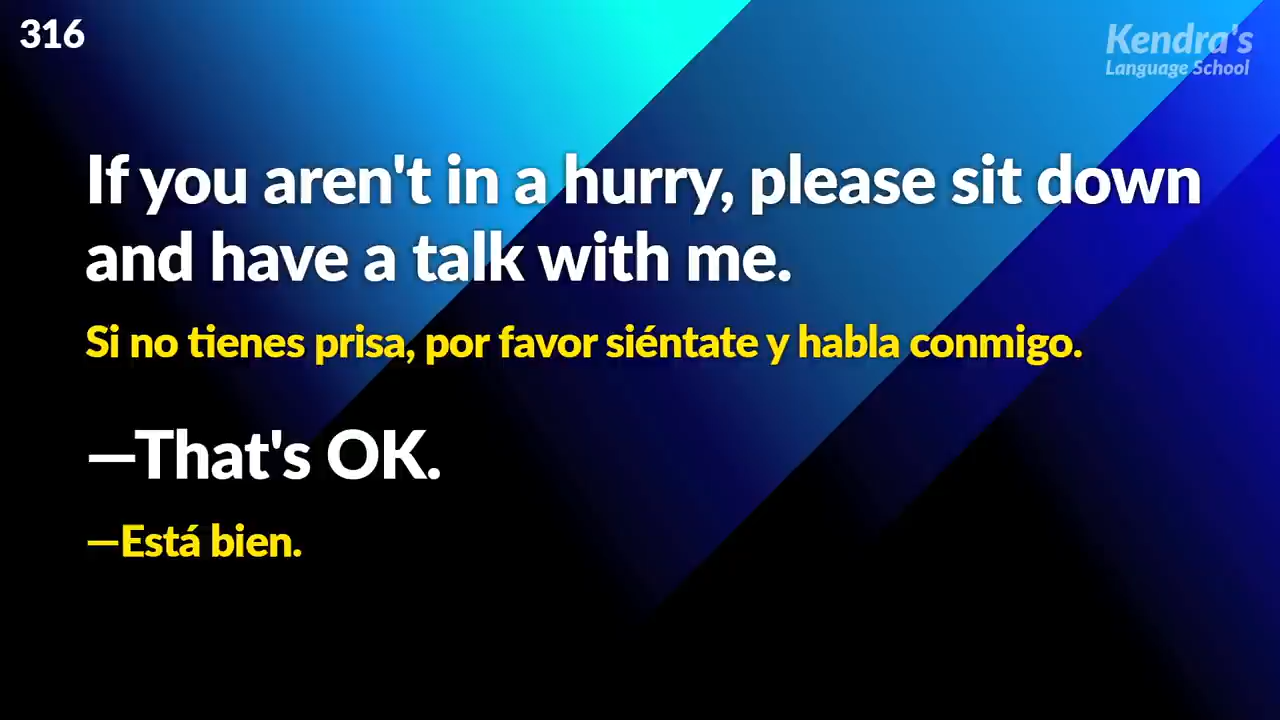 316
Kendra's
Language School
If you aren't in a hurry, please sit down
and have a talk with me.
Si no tienes prisa, por favor siéntate y habla conmigo.
—That's OK.
—Está bien.